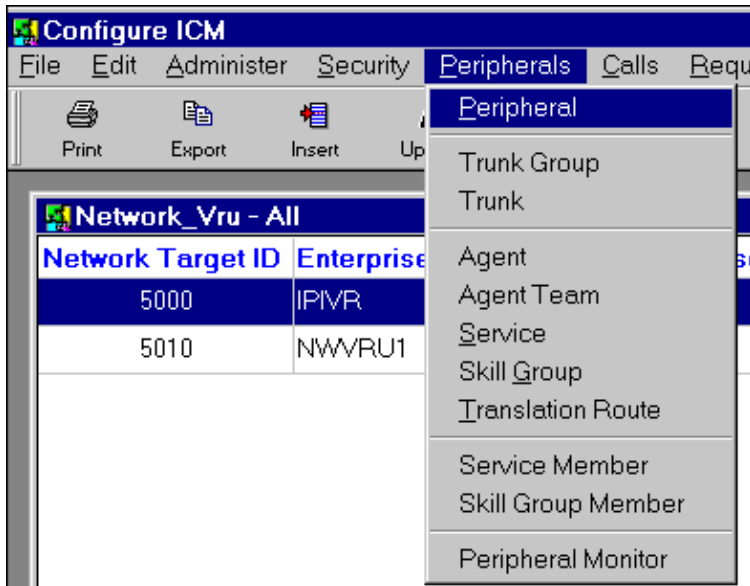 Configure ICM
File Edit Administer Security Peripherals Calls
Print Export Insert
Peripheral
Trunk Group
Trunk
Agent
Agent Team
Service
Skill Group
Translation Route
Service Member
Skill Group Member
Peripheral Monitor
Network_Vru - All
Network Target ID Enterprise
5000 IPIVR
5010 NWVRU1